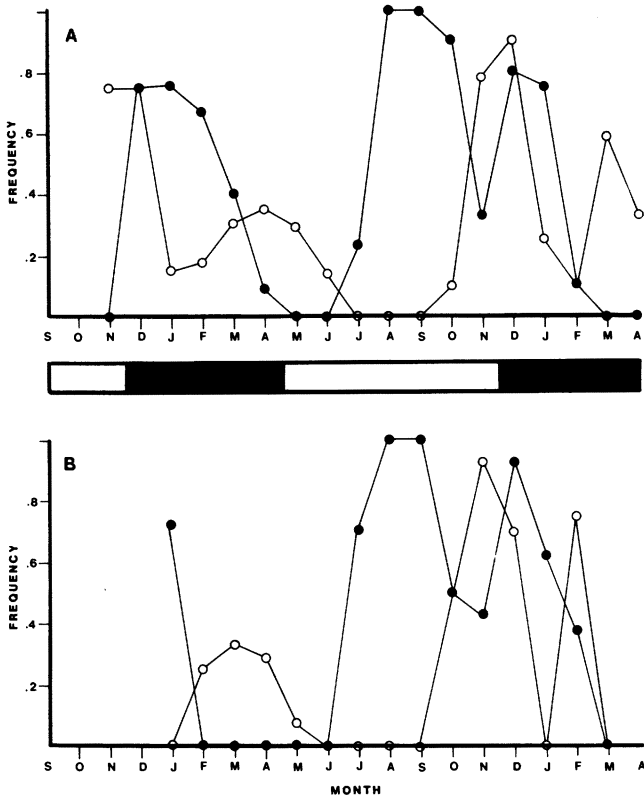 A
.8
.6
.4
.2
FREQUENCY
S O N D J F M A M J J A S O N D J F M A
B
.8
.6
.4
.2
FREQUENCY
S O N D J F M A M J J A S O N D J F M A
MONTH